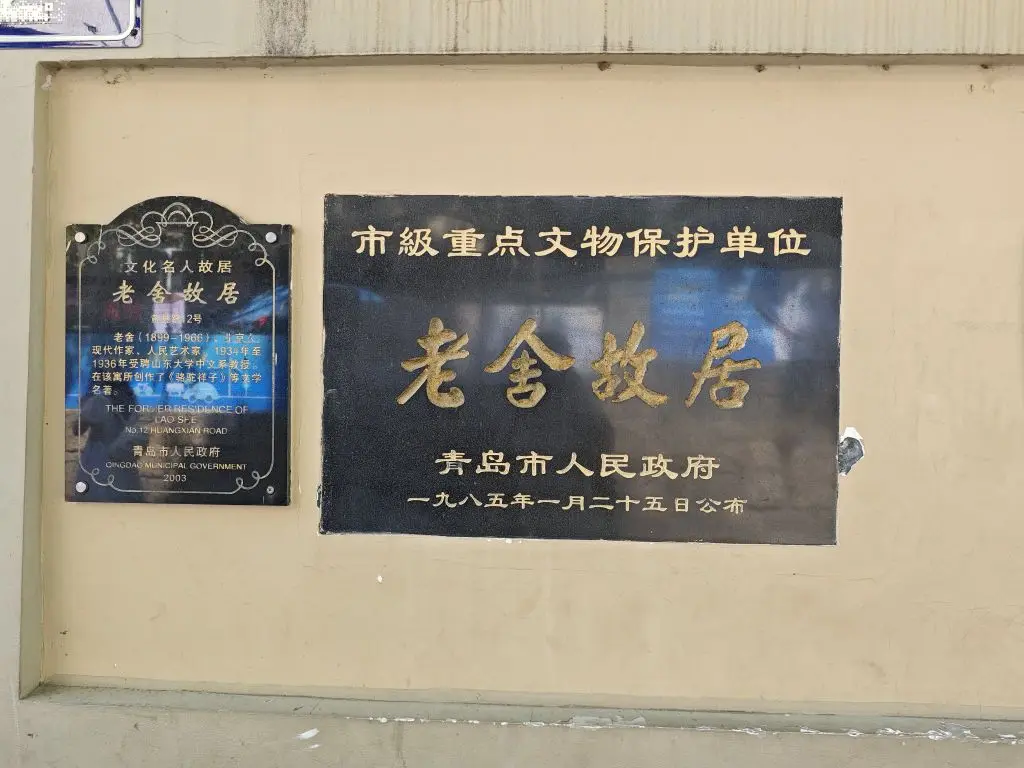 文化名人故居
老舍故居
2号
老舍(1899-1966),北京人,
现代作家、人民艺术家。1934年至
1936年受聘山东大学中文系教授。
在该寓所创作了《骆驼祥子》等文学
名著。
THE FORMER RESIDENCE OF
LAO SHE
No.12 HUANGXIAN ROAD
青岛市人民政府
QINGDAO MUNICIPAL GOVERNMENT
2003
市級重点文物保护单位
老舍故居
青岛市人民政府
一九八五年一月二十五日公布